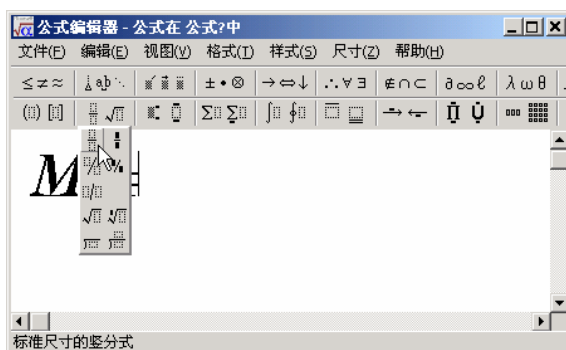 公式编辑器 - 公式在 公式?中
文件(F) 编辑(E) 视图(V) 格式(T) 样式(S) 尺寸(Z) 帮助(H)
≤≠≈ ±•⊗ →⇔↓ ∴∀∃ ∉∩⊂ ∂∞ℓ λωθ
M =
标准尺寸的竖分式